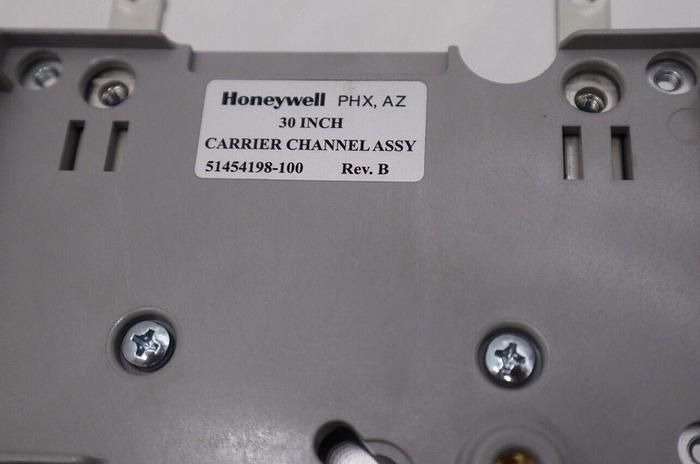 Honeywell PHX, AZ
30 INCH
CARRIER CHANNEL ASSY
51454198-100 Rev. B